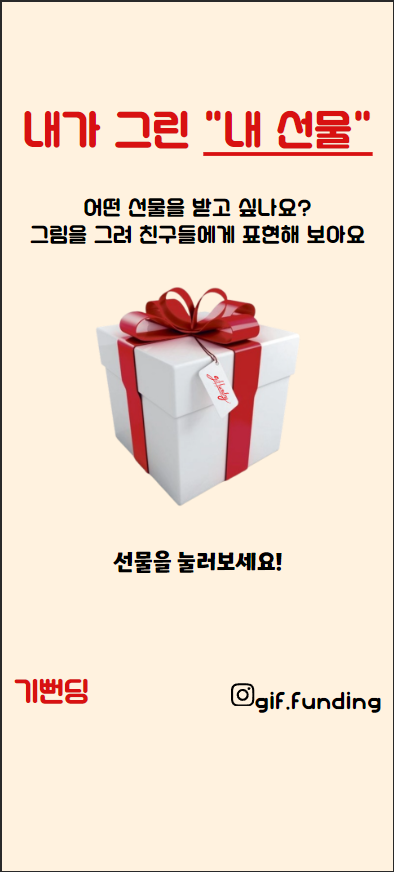 내가 그린 "내 선물"
어떤 선물을 받고 싶나요?
그림을 그려 친구들에게 표현해 보아요
선물을 눌러보세요!
기뻔딩
gif.funding